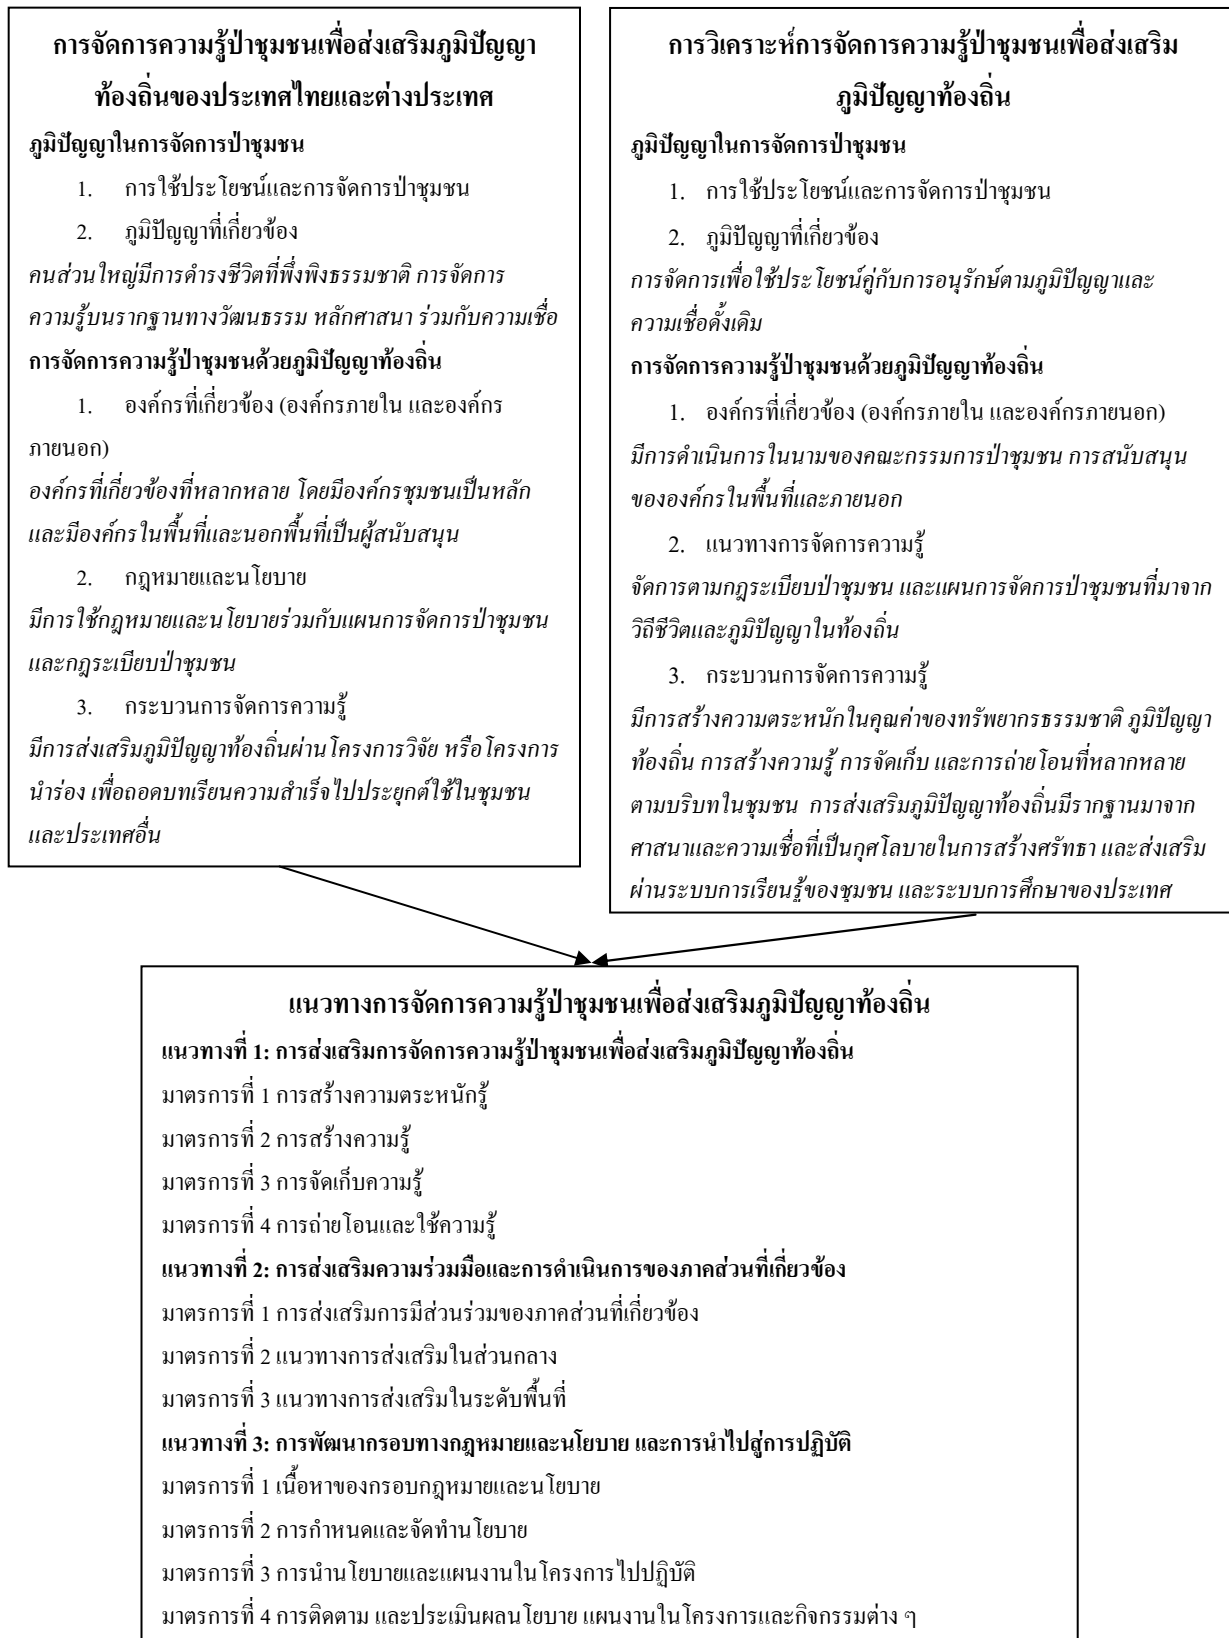 การจัดการความรู้ป่าชุมชนเพื่อส่งเสริมภูมิปัญญา
ท้องถิ่นของประเทศไทยและต่างประเทศ
ภูมิปัญญาในการจัดการป่าชุมชน
1. การใช้ประโยชน์และการจัดการป่าชุมชน
2. ภูมิปัญญาที่เกี่ยวข้อง
คนส่วนใหญ่มีการดำรงชีวิตที่พึ่งพิงธรรมชาติ การจัดการ
ความรู้บนรากฐานทางวัฒนธรรม หลักศาสนา ร่วมกับความเชื่อ
การจัดการความรู้ป่าชุมชนด้วยภูมิปัญญาท้องถิ่น
1. องค์กรที่เกี่ยวข้อง (องค์กรภายใน และองค์กร
ภายนอก)
องค์กรที่เกี่ยวข้องที่หลากหลาย โดยมีองค์กรชุมชนเป็นหลัก
และมีองค์กรในพื้นที่และนอกพื้นที่เป็นผู้สนับสนุน
2. กฎหมายและนโยบาย
มีการใช้กฎหมายและนโยบายร่วมกับแผนการจัดการป่าชุมชน
และกฎระเบียบป่าชุมชน
3. กระบวนการจัดการความรู้
มีการส่งเสริมภูมิปัญญาท้องถิ่นผ่านโครงการวิจัย หรือโครงการ
นำร่อง เพื่อถอดบทเรียนความสำเร็จไปประยุกต์ใช้ในชุมชน
และประเทศอื่น
การวิเคราะห์การจัดการความรู้ป่าชุมชนเพื่อส่งเสริม
ภูมิปัญญาท้องถิ่น
ภูมิปัญญาในการจัดการป่าชุมชน
1. การใช้ประโยชน์และการจัดการป่าชุมชน
2. ภูมิปัญญาที่เกี่ยวข้อง
การจัดการเพื่อใช้ประโยชน์คู่กับการอนุรักษ์ตามภูมิปัญญาและ
ความเชื่อดั้งเดิม
การจัดการความรู้ป่าชุมชนด้วยภูมิปัญญาท้องถิ่น
1. องค์กรที่เกี่ยวข้อง (องค์กรภายใน และองค์กรภายนอก)
มีการดำเนินการในนามของคณะกรรมการป่าชุมชน การสนับสนุน
ขององค์กรในพื้นที่และภายนอก
2. แนวทางการจัดการความรู้
จัดการตามกฎระเบียบป่าชุมชน และแผนการจัดการป่าชุมชนที่มาจาก
วิถีชีวิตและภูมิปัญญาในท้องถิ่น
3. กระบวนการจัดการความรู้
มีการสร้างความตระหนักในคุณค่าของทรัพยากรธรรมชาติ ภูมิปัญญา
ท้องถิ่น การสร้างความรู้ การจัดเก็บ และการถ่ายโอนที่หลากหลาย
ตามบริบทในชุมชน การส่งเสริมภูมิปัญญาท้องถิ่นมีรากฐานมาจาก
ศาสนาและความเชื่อที่เป็นกุศโลบายในการสร้างศรัทธา และส่งเสริม
ผ่านระบบการเรียนรู้ของชุมชน และระบบการศึกษาของประเทศ
แนวทางการจัดการความรู้ป่าชุมชนเพื่อส่งเสริมภูมิปัญญาท้องถิ่น
แนวทางที่ 1: การส่งเสริมการจัดการความรู้ป่าชุมชนเพื่อส่งเสริมภูมิปัญญาท้องถิ่น
มาตรการที่ 1 การสร้างความตระหนักรู้
มาตรการที่ 2 การสร้างความรู้
มาตรการที่ 3 การจัดเก็บความรู้
มาตรการที่ 4 การถ่ายโอนและใช้ความรู้
แนวทางที่ 2: การส่งเสริมความร่วมมือและการดำเนินการของภาคส่วนที่เกี่ยวข้อง
มาตรการที่ 1 การส่งเสริมการมีส่วนร่วมของภาคส่วนที่เกี่ยวข้อง
มาตรการที่ 2 แนวทางการส่งเสริมในส่วนกลาง
มาตรการที่ 3 แนวทางการส่งเสริมในระดับพื้นที่
แนวทางที่ 3: การพัฒนากรอบทางกฎหมายและนโยบาย และการนำไปสู่การปฏิบัติ
มาตรการที่ 1 เนื้อหาของกรอบกฎหมายและนโยบาย
มาตรการที่ 2 การกำหนดและจัดทำนโยบาย
มาตรการที่ 3 การนำนโยบายและแผนงานในโครงการไปปฏิบัติ
มาตรการที่ 4 การติดตาม และประเมินผลนโยบาย แผนงานในโครงการและกิจกรรมต่าง ๆ